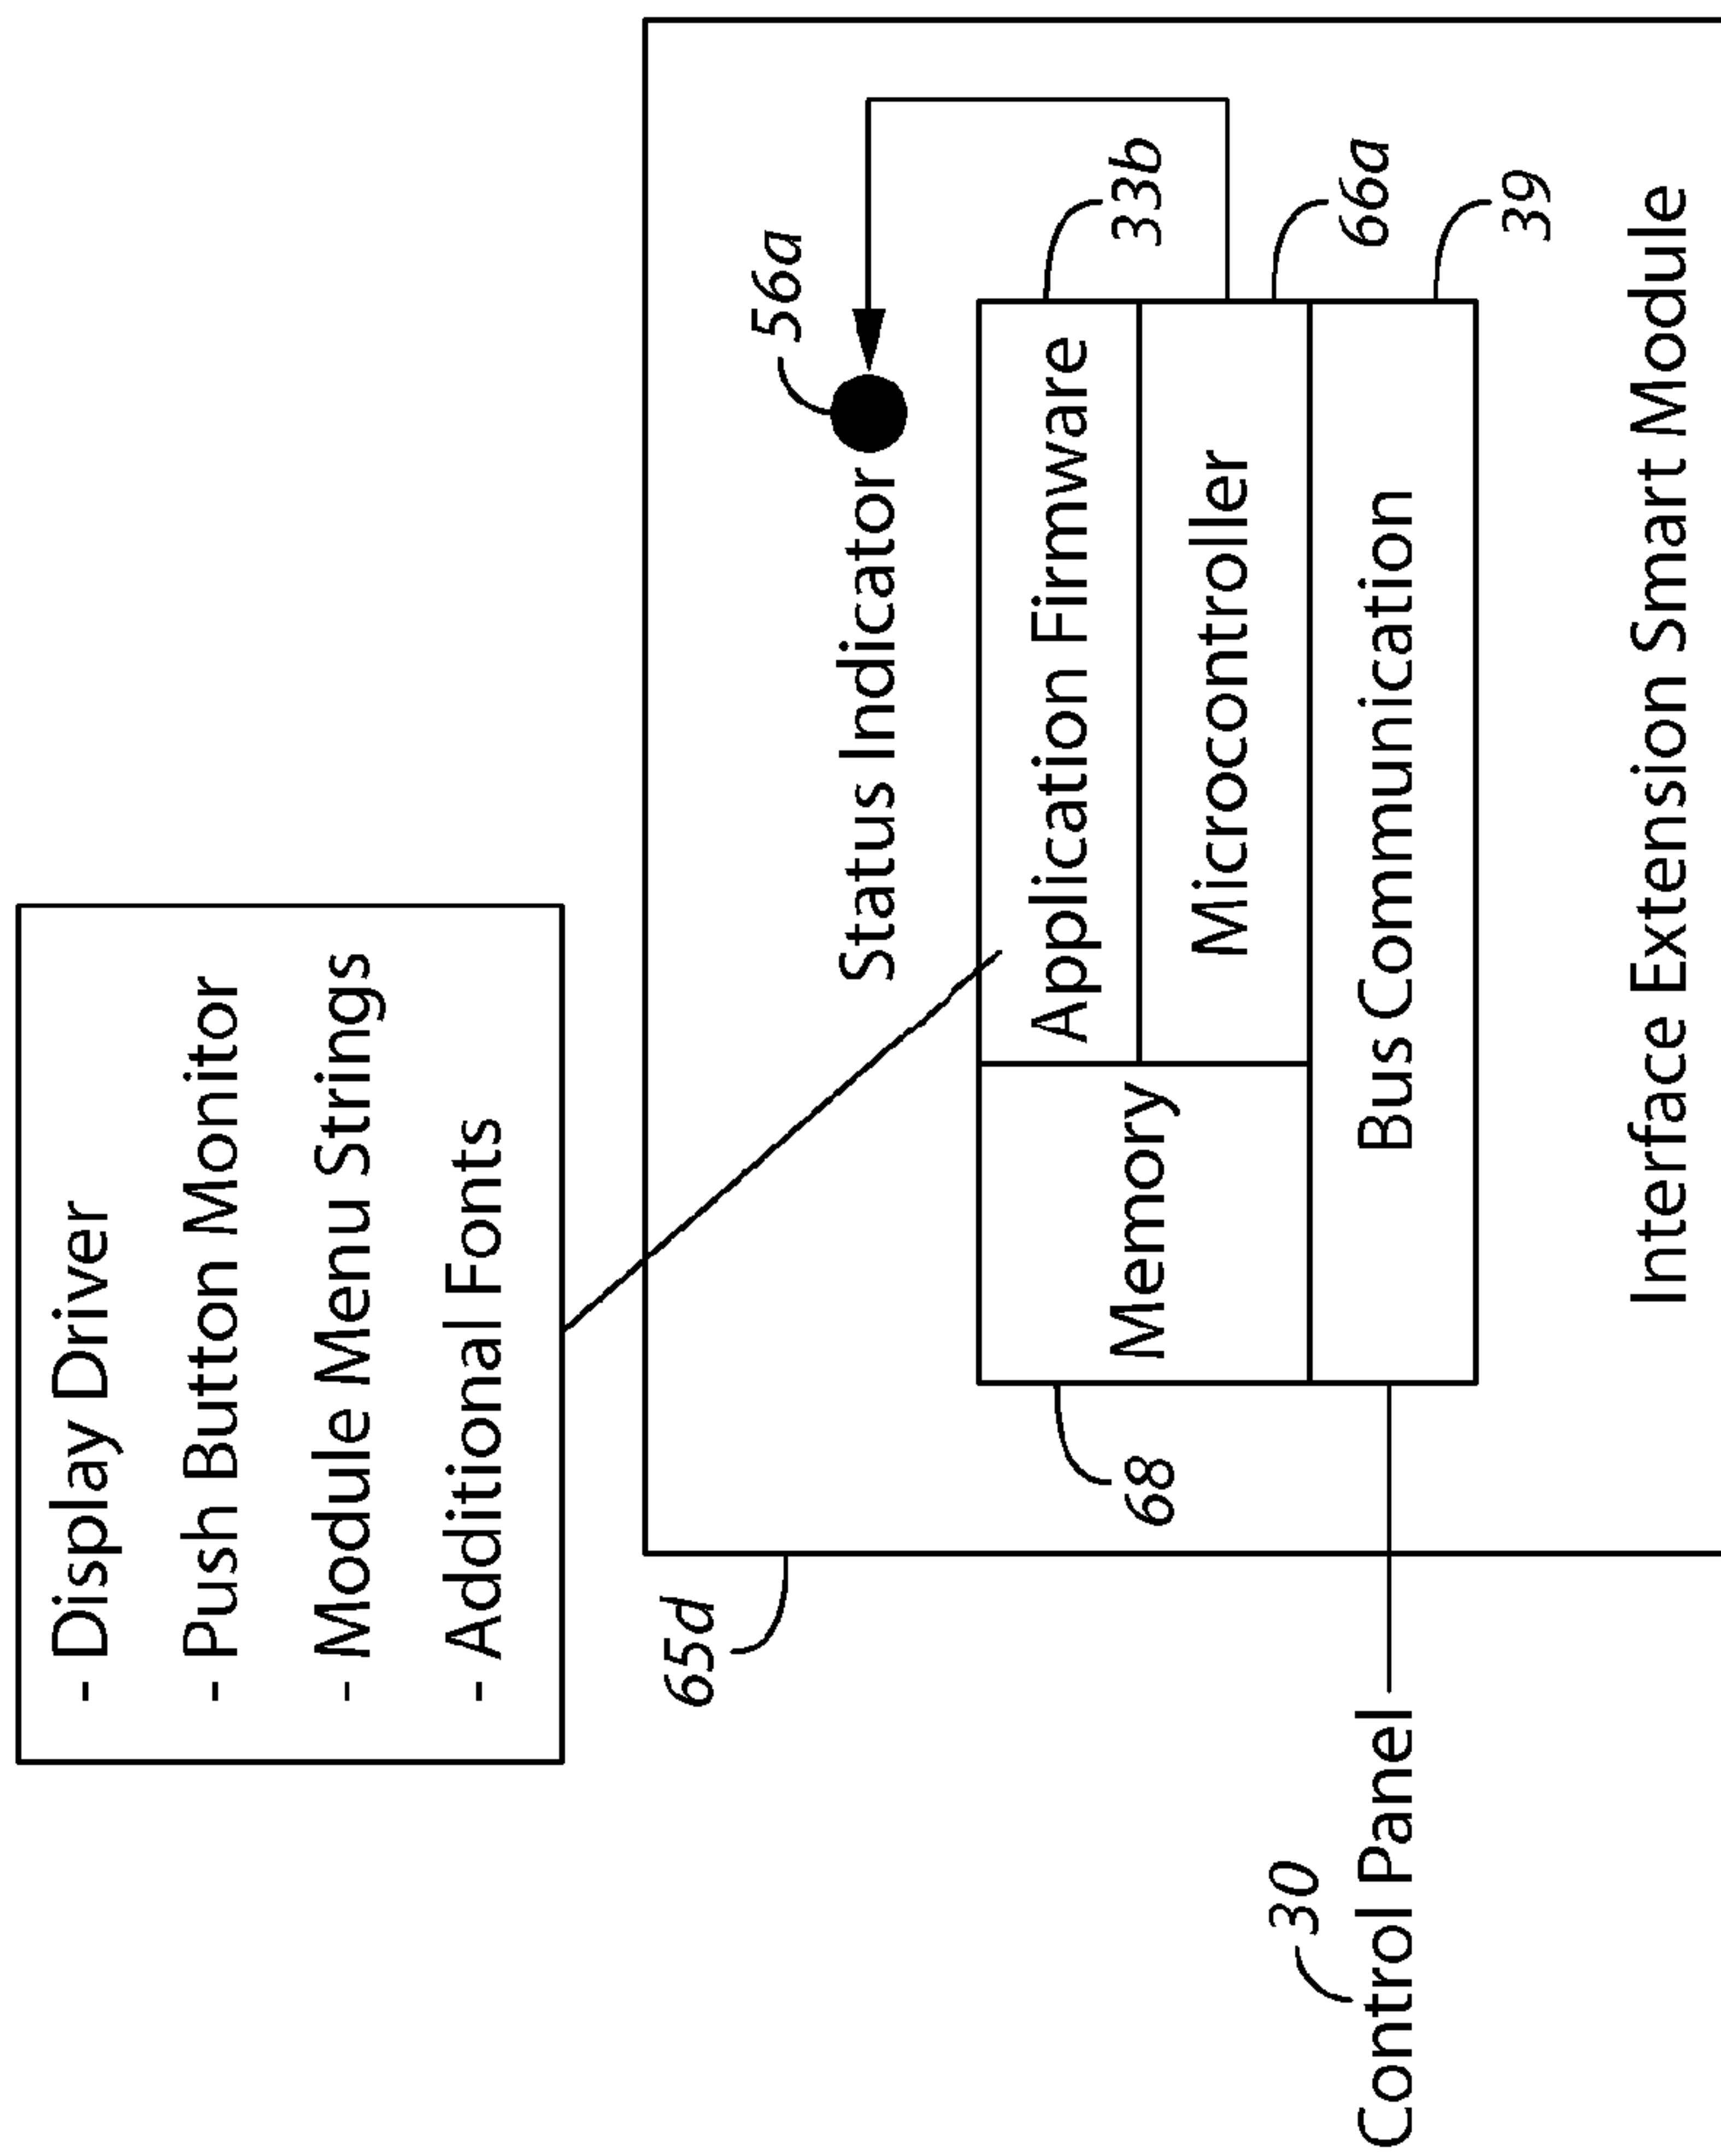 - Display Driver
- Push Button Monitor
- Module Menu Strings
- Additional Fonts
65d
56a
Status Indicator
68
Memory
Application Firmware
33b
Microcontroller
66a
Bus Communication
39
30
Control Panel
Interface Extension Smart Module